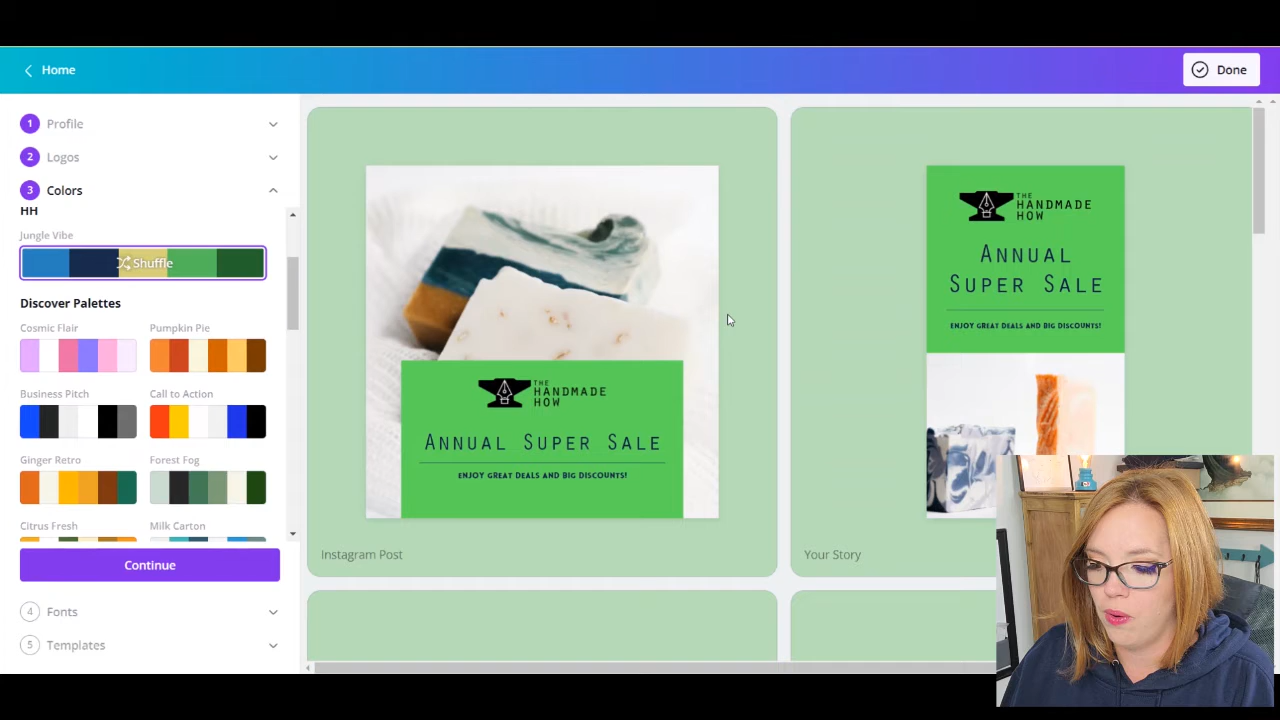 Home
Done
1 Profile
2 Logos
3 Colors
HH
Jungle Vibe
Shuffle
Discover Palettes
Cosmic Flair
Pumpkin Pie
Business Pitch
Call to Action
Ginger Retro
Forest Fog
Citrus Fresh
Milk Carton
Continue
4 Fonts
5 Templates
THE
HANDMADE
HOW
ANNUAL SUPER SALE
ENJOY GREAT DEALS AND BIG DISCOUNTS!
Instagram Post
THE
HANDMADE
HOW
ANNUAL
SUPER SALE
ENJOY GREAT DEALS AND BIG DISCOUNTS!
Your Story